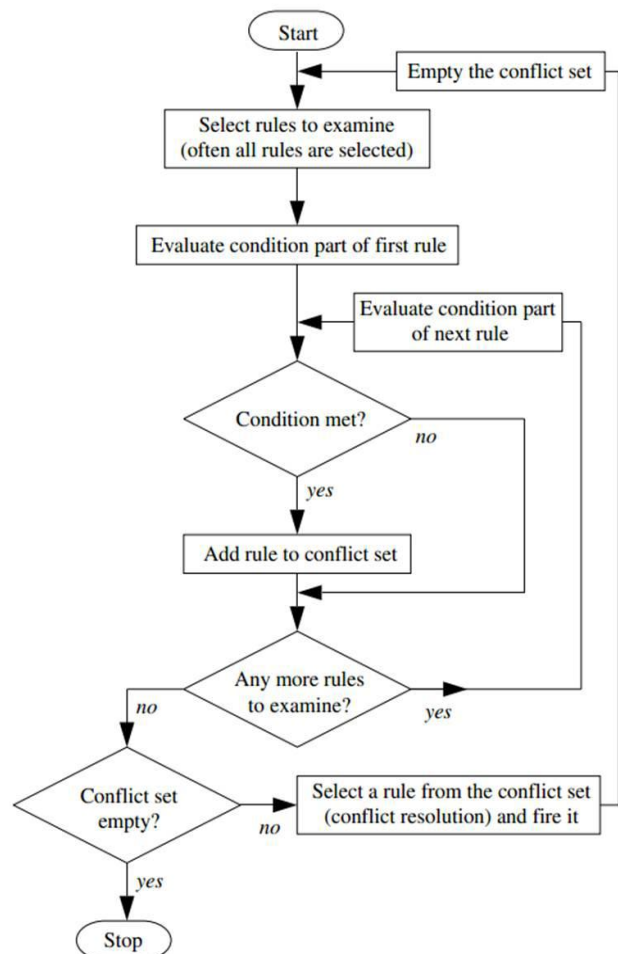 Start
Empty the conflict set
Select rules to examine
(often all rules are selected)
Evaluate condition part of first rule
Evaluate condition part
of next rule
Condition met?
no
yes
Add rule to conflict set
Any more rules
to examine?
no
yes
Conflict set
empty?
no
Select a rule from the conflict set
(conflict resolution) and fire it
yes
Stop